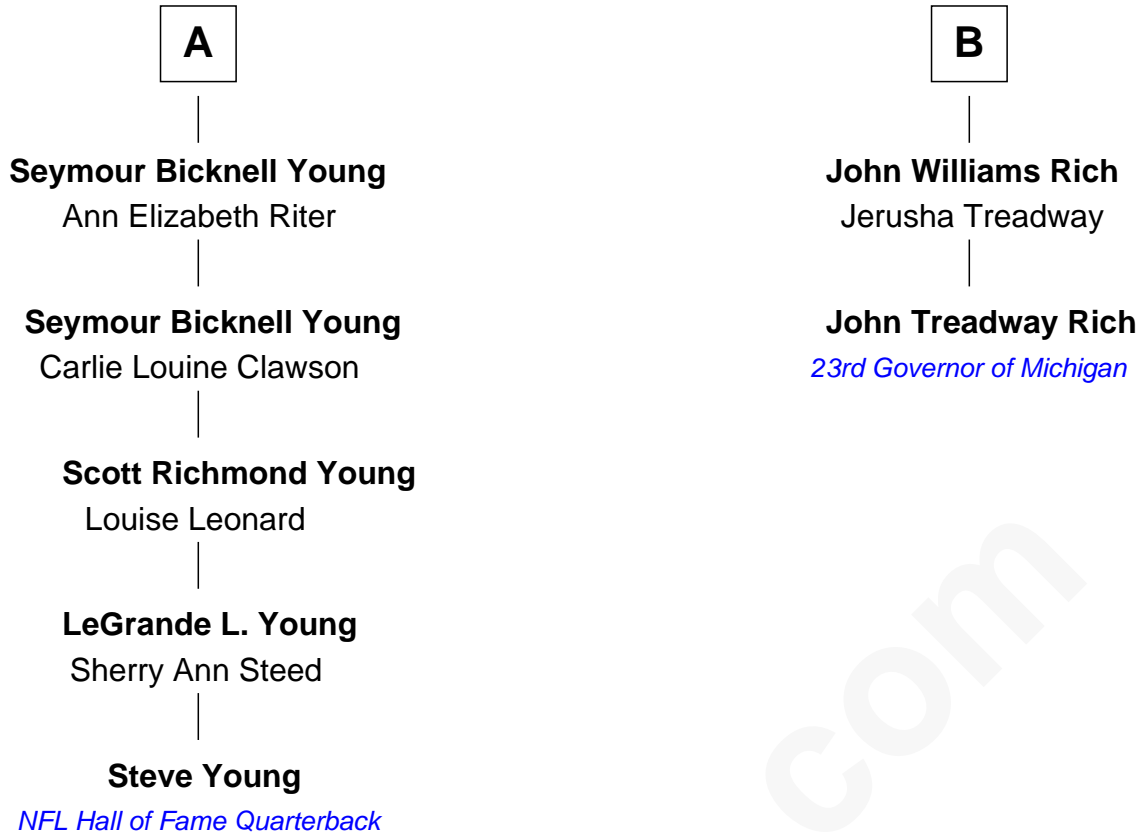 A
Seymour Bicknell Young
Ann Elizabeth Riter
Seymour Bicknell Young
Carlie Louine Clawson
Scott Richmond Young
Louise Leonard
LeGrande L. Young
Sherry Ann Steed
Steve Young
NFL Hall of Fame Quarterback
B
John Williams Rich
Jerusha Treadway
John Treadway Rich
23rd Governor of Michigan
com